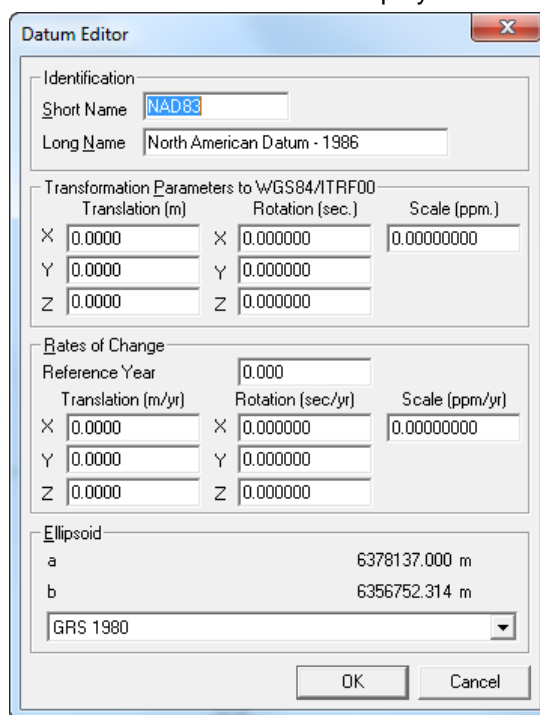 Datum Editor
Identification
Short Name NAD83
Long Name North American Datum - 1986
Transformation Parameters to WGS84/ITRF00
Translation (m) Rotation (sec.) Scale (ppm.)
X 0.0000 X 0.000000 0.00000000
Y 0.0000 Y 0.000000
Z 0.0000 Z 0.000000
Rates of Change
Reference Year 0.000
Translation (m/yr) Rotation (sec/yr) Scale (ppm/yr)
X 0.0000 X 0.000000 0.00000000
Y 0.0000 Y 0.000000
Z 0.0000 Z 0.000000
Ellipsoid
a 6378137.000 m
b 6356752.314 m
GRS 1980
OK Cancel